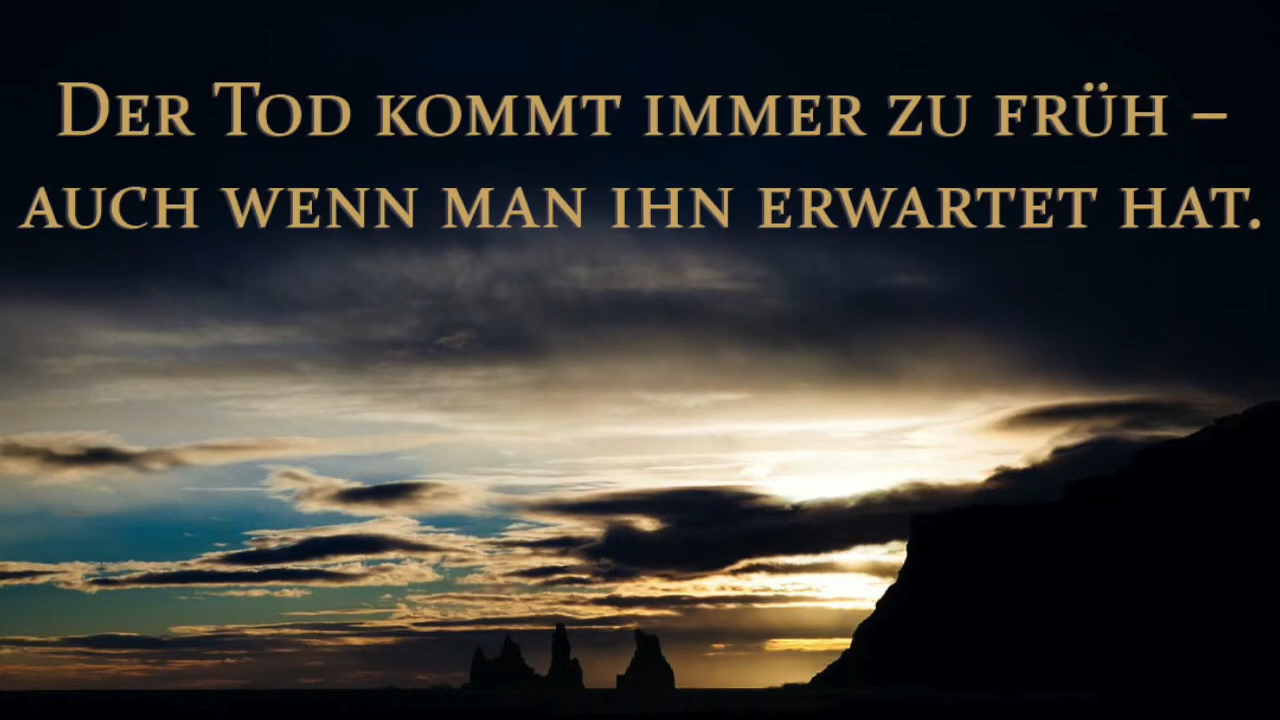 Der Tod kommt immer zu früh –
auch wenn man ihn erwartet hat.